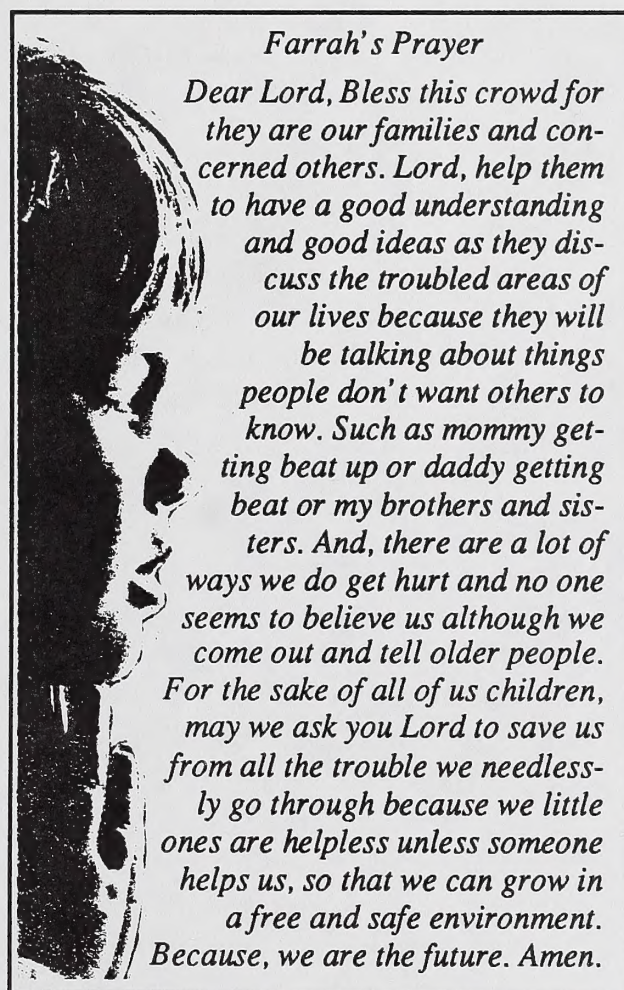 Farrah's Prayer
Dear Lord, Bless this crowd for
they are our families and con-
cerned others. Lord, help them
to have a good understanding
and good ideas as they dis-
cuss the troubled areas of
our lives because they will
be talking about things
people don't want others to
know. Such as mommy get-
ting beat up or daddy getting
beat or my brothers and sis-
ters. And, there are a lot of
ways we do get hurt and no one
seems to believe us although we
come out and tell older people.
For the sake of all of us children,
may we ask you Lord to save us
from all the trouble we needless-
ly go through because we little
ones are helpless unless someone
helps us, so that we can grow in
a free and safe environment.
Because, we are the future. Amen.